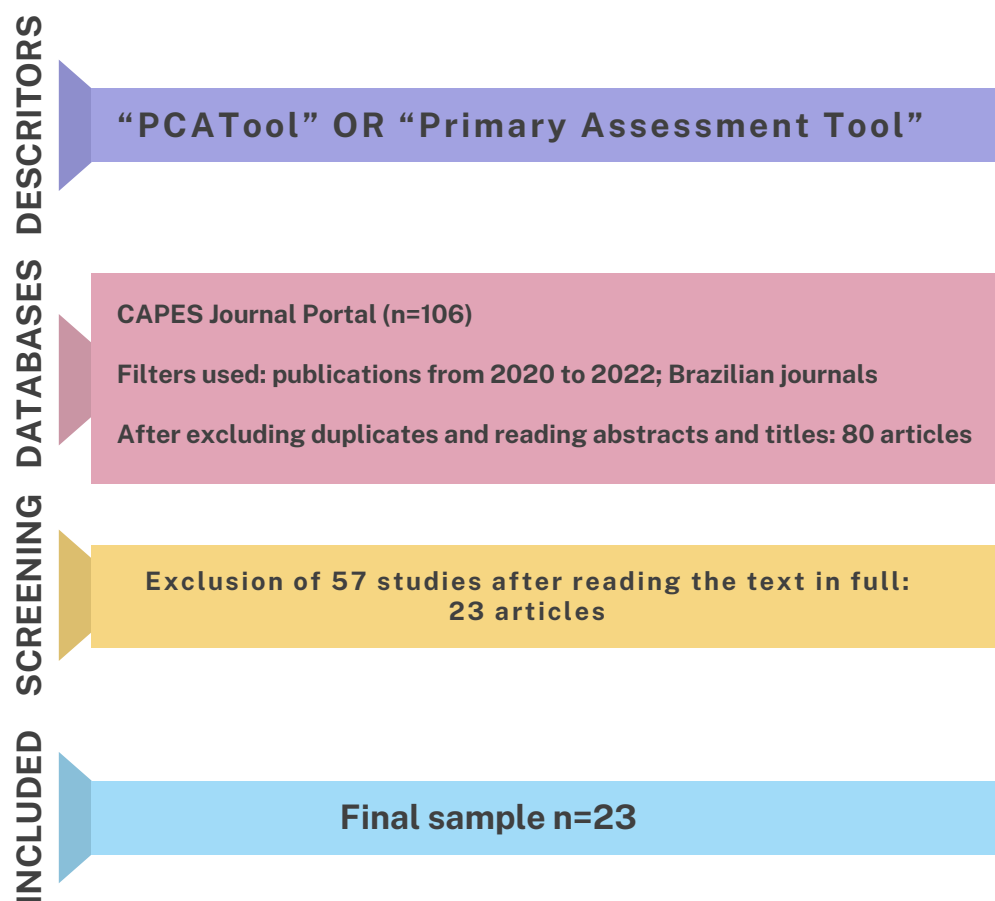 DESCRITORS
“PCATool” OR “Primary Assessment Tool”
DATABASES
CAPES Journal Portal (n=106)
Filters used: publications from 2020 to 2022; Brazilian journals
After excluding duplicates and reading abstracts and titles: 80 articles
SCREENING
Exclusion of 57 studies after reading the text in full:
23 articles
INCLUDED
Final sample n=23